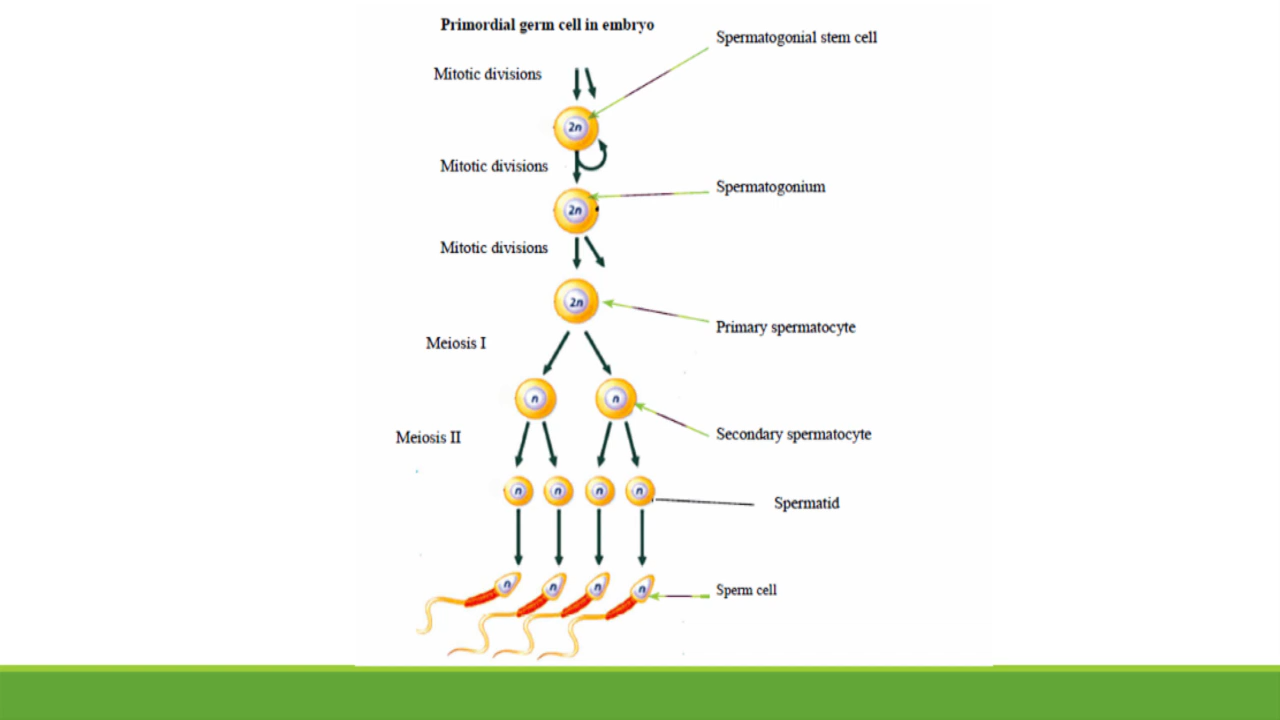 Primordial germ cell in embryo
Spermatogonial stem cell
Mitotic divisions
2n
Mitotic divisions
Spermatogonium
2n
Mitotic divisions
2n
Primary spermatocyte
Meiosis I
n n
Secondary spermatocyte
Meiosis II
n n n n
Spermatid
n n n n
Sperm cell